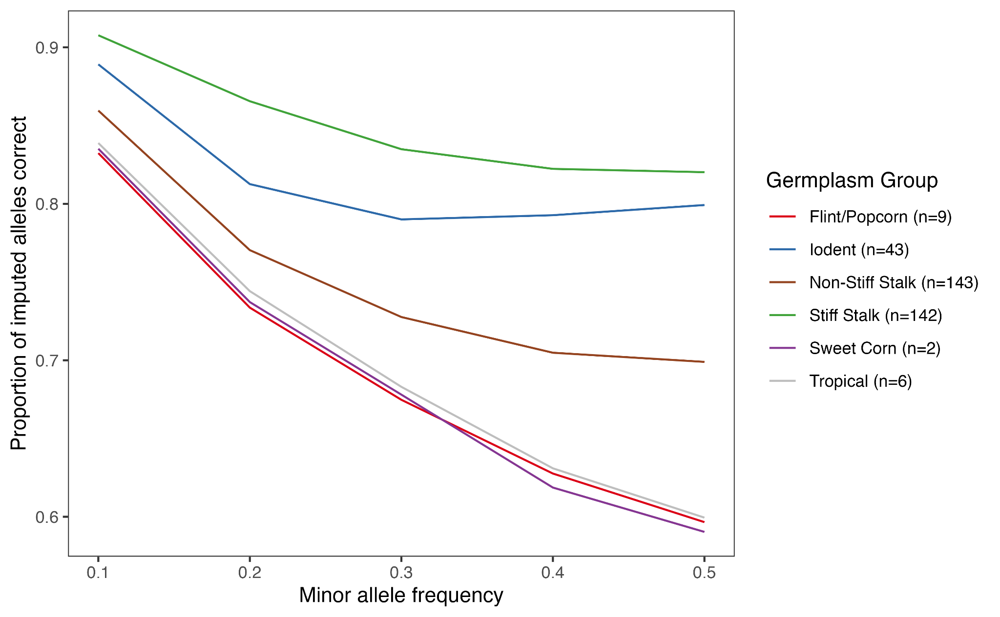 0.9
0.8
0.7
0.6
Proportion of imputed alleles correct
0.1 0.2 0.3 0.4 0.5
Minor allele frequency
Germplasm Group
Flint/Popcorn (n=9)
Iodent (n=43)
Non-Stiff Stalk (n=143)
Stiff Stalk (n=142)
Sweet Corn (n=2)
Tropical (n=6)